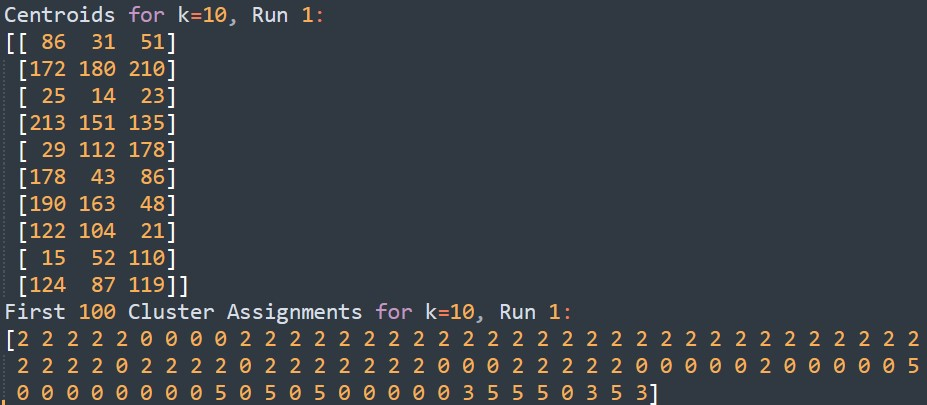 Centroids for k=10, Run 1:
[[ 86 31 51]
[172 180 210]
[ 25 14 23]
[213 151 135]
[ 29 112 178]
[178 43 86]
[190 163 48]
[122 104 21]
[ 15 52 110]
[124 87 119]]
First 100 Cluster Assignments for k=10, Run 1:
[2 2 2 2 2 0 0 0 0 2 2 2 2 2 2 2 2 2 2 2 2 2 2 2 2 2 2 2 2 2 2 2 2 2 2 2 2
2 2 2 2 0 2 2 2 2 0 2 2 2 2 2 2 2 0 0 0 2 2 2 2 2 0 0 0 0 0 2 0 0 0 0 0 5
0 0 0 0 0 0 0 0 5 0 5 0 5 0 0 0 0 0 3 5 5 5 0 3 5 3]